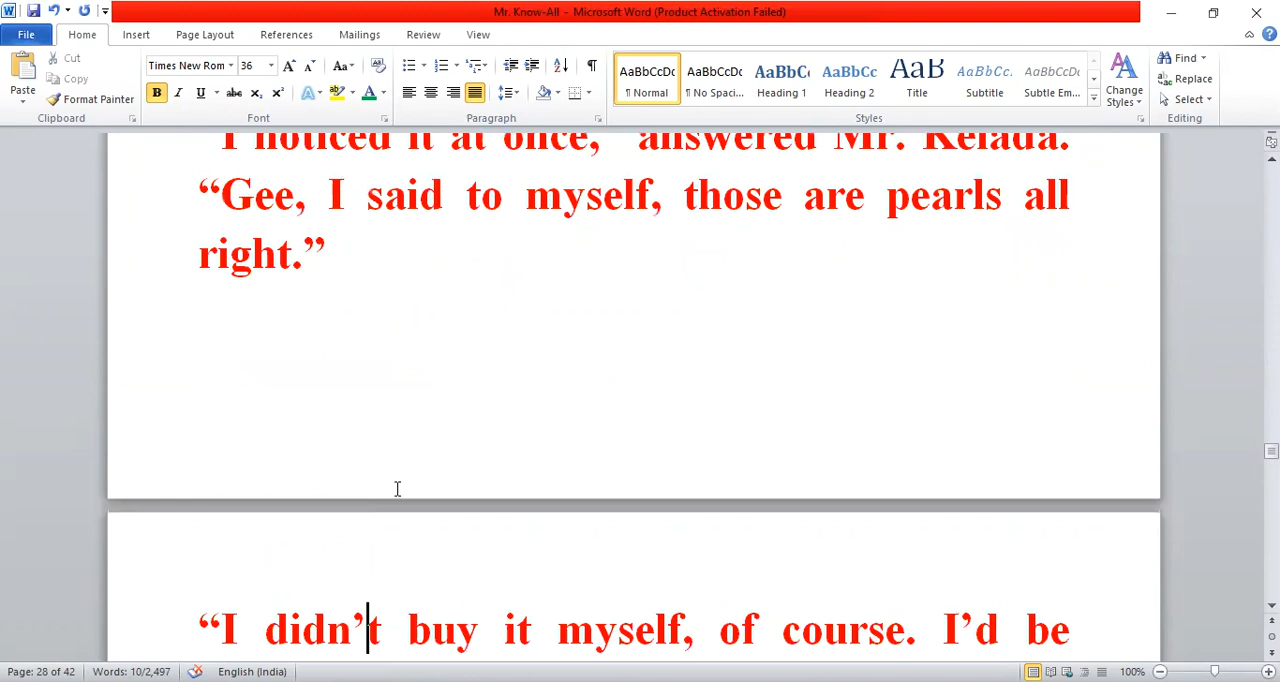 Mr. Know-All - Microsoft Word (Product Activation Failed)
File Home Insert Page Layout References Mailings Review View
Paste
Cut
Copy
Format Painter
Clipboard
Times New Rom 36
Font
Paragraph
AaBbCcDc AaBbCcDc AaBbC AaBbCc AaB AaBbCc. AaBbCcDc
¶ Normal ¶ No Spaci... Heading 1 Heading 2 Title Subtitle Subtle Em...
Styles
Change Styles
Find
Replace
Select
Editing
"I noticed it at once," answered Mr. Kelada.
“Gee, I said to myself, those are pearls all
right.”
“I didn’t buy it myself, of course. I’d be
Page: 28 of 42 Words: 10/2,497 English (India) 100%